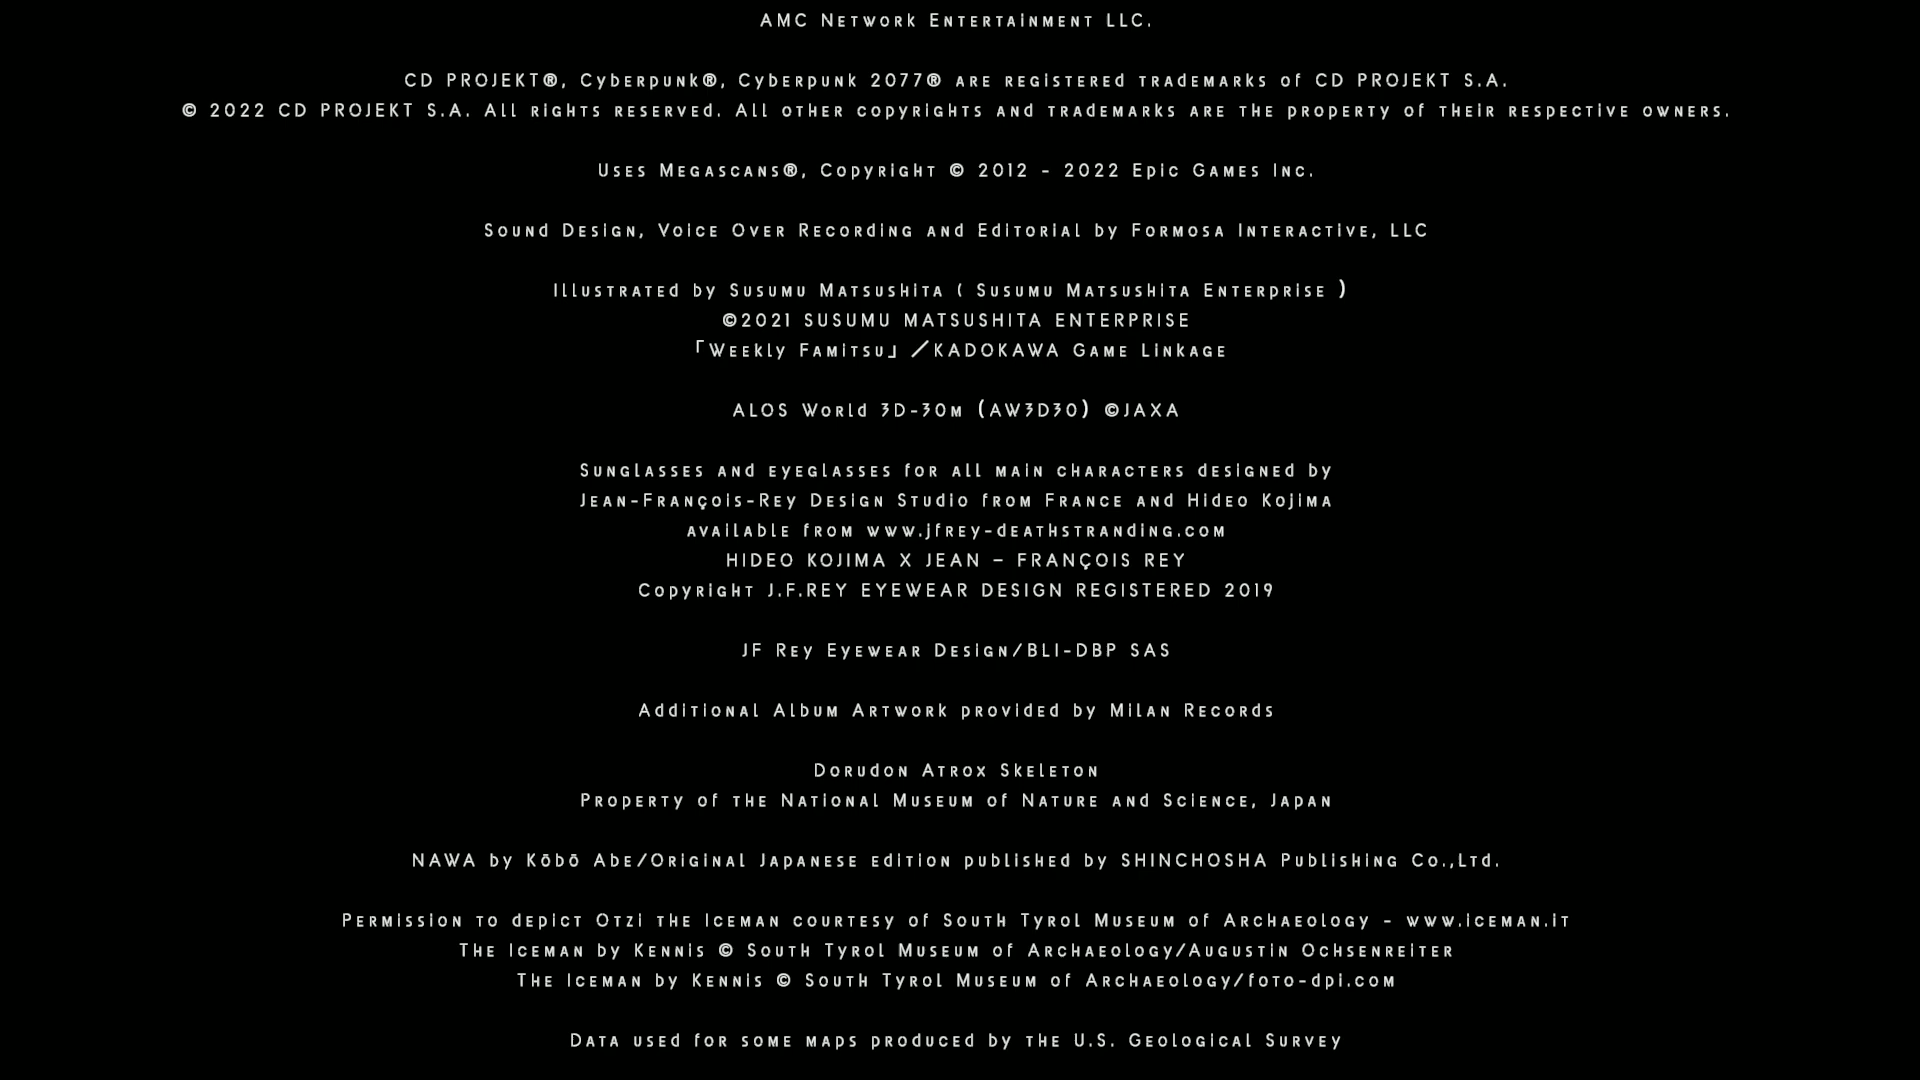 AMC Network Entertainment LLC.
CD PROJEKT®, Cyberpunk®, Cyberpunk 2077® are registered trademarks of CD PROJEKT S.A.
© 2022 CD PROJEKT S.A. All rights reserved. All other copyrights and trademarks are the property of their respective owners.
Uses Megascans®, Copyright © 2012 - 2022 Epic Games Inc.
Sound Design, Voice Over Recording and Editorial by Formosa Interactive, LLC
Illustrated by Susumu Matsushita ( Susumu Matsushita Enterprise )
©2021 SUSUMU MATSUSHITA ENTERPRISE
「Weekly Famitsu」／KADOKAWA Game Linkage
ALOS World 3D-30m (AW3D30) ©JAXA
Sunglasses and eyeglasses for all main characters designed by
Jean-François-Rey Design Studio from France and Hideo Kojima
available from www.jfrey-deathstranding.com
HIDEO KOJIMA X JEAN – FRANÇOIS REY
Copyright J.F.REY EYEWEAR DESIGN REGISTERED 2019
JF Rey Eyewear Design/BLI-DBP SAS
Additional Album Artwork provided by Milan Records
Dorudon Atrox Skeleton
Property of the National Museum of Nature and Science, Japan
NAWA by Kōbō Abe/Original Japanese edition published by SHINCHOSHA Publishing Co.,Ltd.
Permission to depict Otzi the Iceman courtesy of South Tyrol Museum of Archaeology - www.iceman.it
The Iceman by Kennis © South Tyrol Museum of Archaeology/Augustin Ochsenreiter
The Iceman by Kennis © South Tyrol Museum of Archaeology/foto-dpi.com
Data used for some maps produced by the U.S. Geological Survey